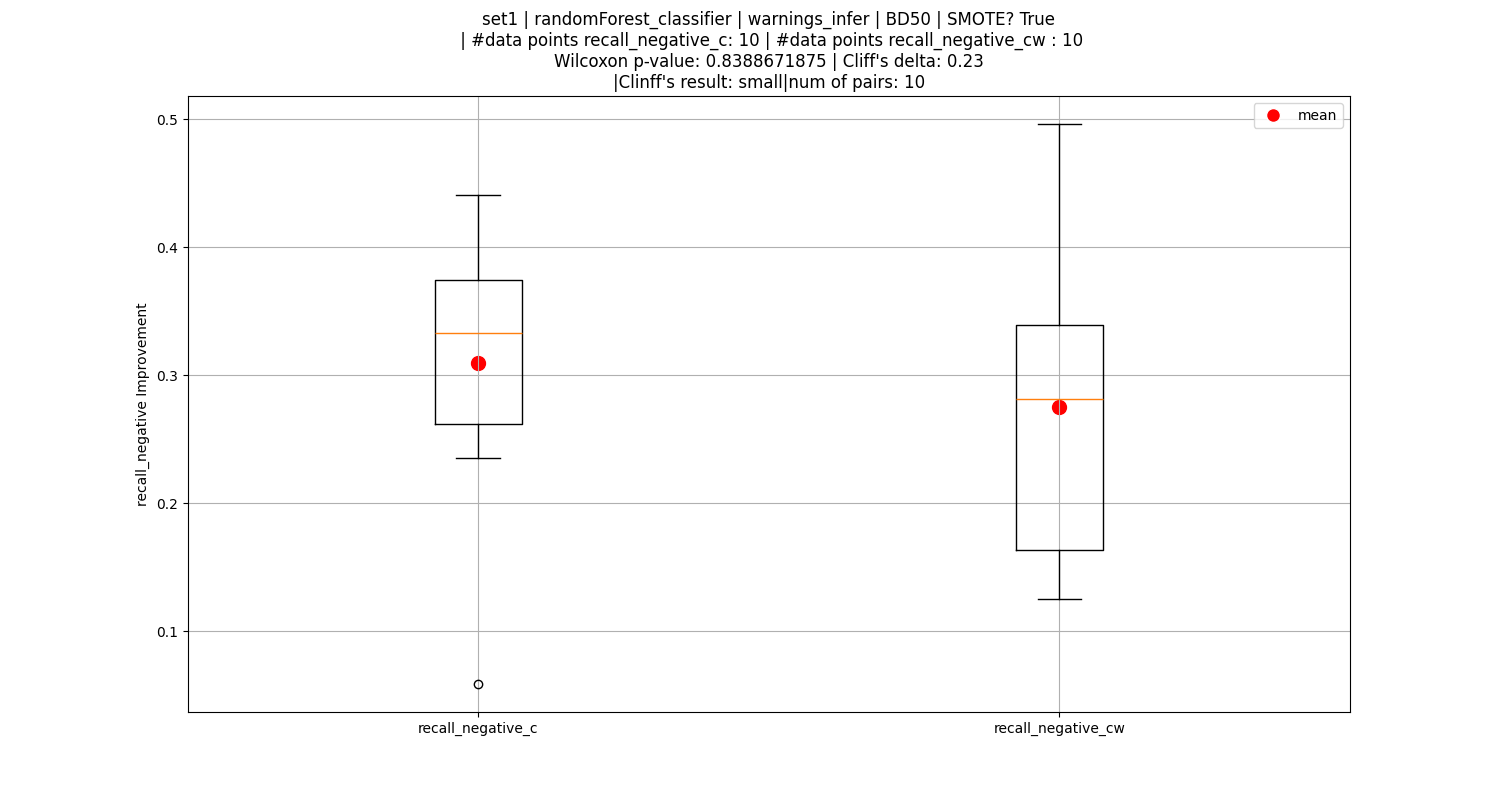 set1 | randomForest_classifier | warnings_infer | BD50 | SMOTE? True
| #data points recall_negative_c: 10 | #data points recall_negative_cw : 10
Wilcoxon p-value: 0.8388671875 | Cliff's delta: 0.23
|Clinff's result: small|num of pairs: 10
mean
recall_negative Improvement
0.5
0.4
0.3
0.2
0.1
recall_negative_c
recall_negative_cw